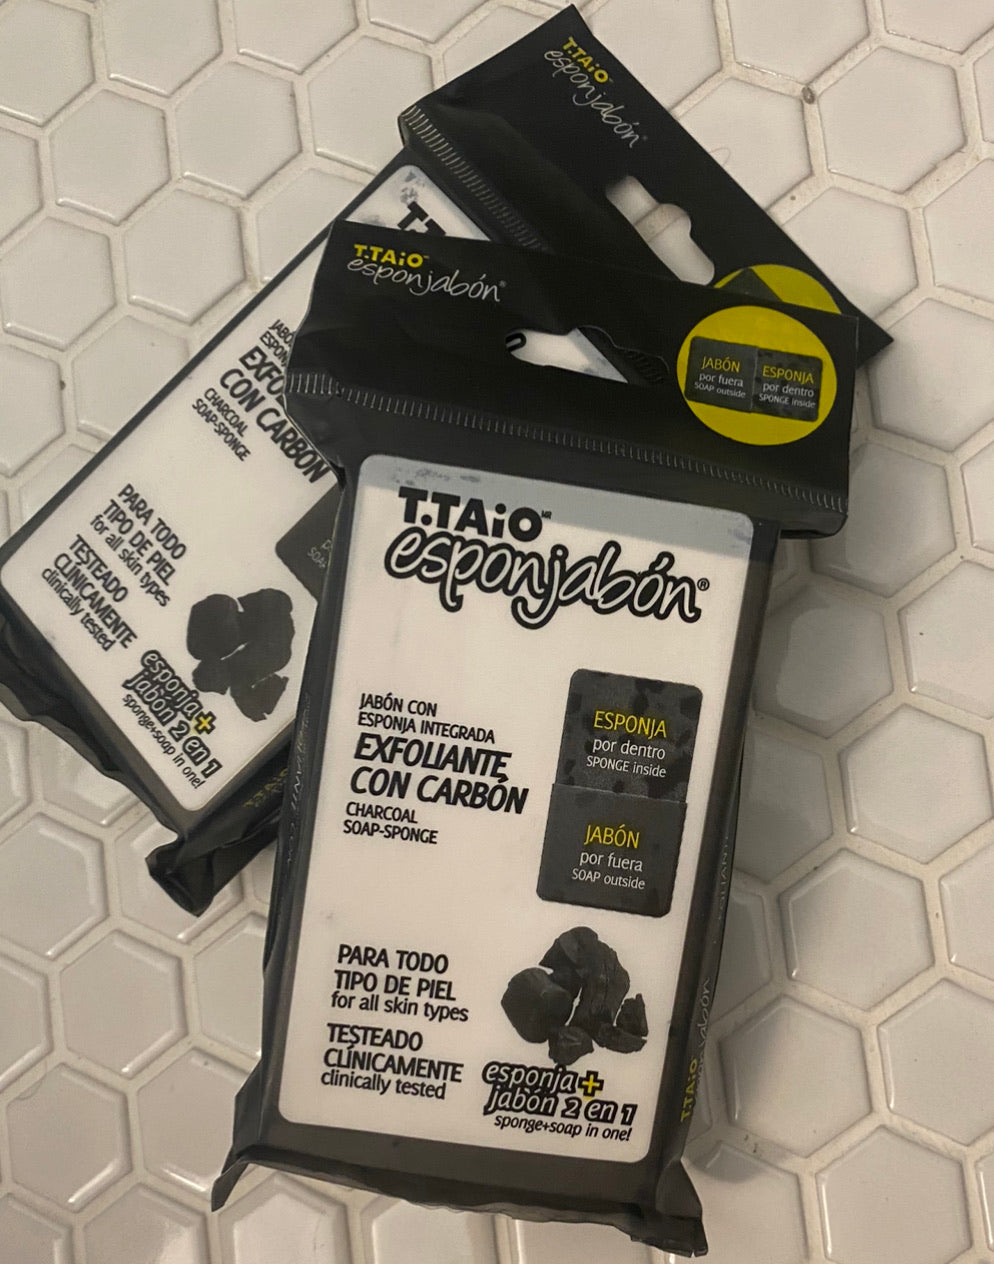 T.TAiO™
esponjabón®
T.TAiO™
esponjabón®
JABÓN
por fuera
SOAP outside
ESPONJA
por dentro
SPONGE inside
T.TAiO MR
esponjabón®
JABÓN CON
ESPONJA INTEGRADA
EXFOLIANTE
CON CARBÓN
CHARCOAL
SOAP-SPONGE
ESPONJA
por dentro
SPONGE inside
JABÓN
por fuera
SOAP outside
PARA TODO
TIPO DE PIEL
for all skin types
TESTEADO
CLÍNICAMENTE
clinically tested
esponja+
jabón 2 en 1
sponge+soap in one!
T.TAiO
CON CARBÓN
CHARCOAL
SOAP-SPONGE
PARA TODO
TIPO DE PIEL
for all skin types
TESTEADO
CLÍNICAMENTE
clinically tested
esponja+
jabón 2 en 1
sponge+soap in one!